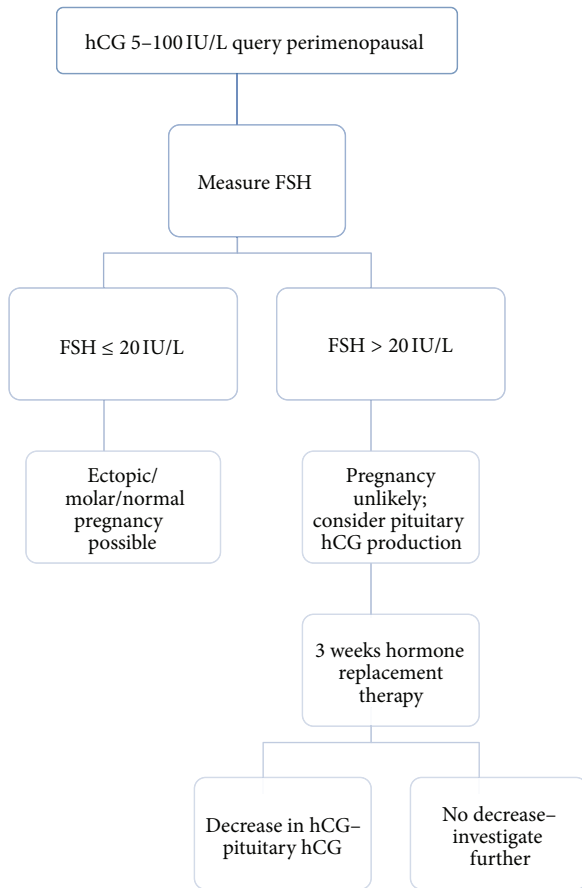 hCG 5–100 IU/L query perimenopausal
Measure FSH
FSH ≤ 20 IU/L
FSH > 20 IU/L
Ectopic/
molar/normal
pregnancy
possible
Pregnancy
unlikely;
consider pituitary
hCG production
3 weeks hormone
replacement
therapy
Decrease in hCG–
pituitary hCG
No decrease–
investigate
further